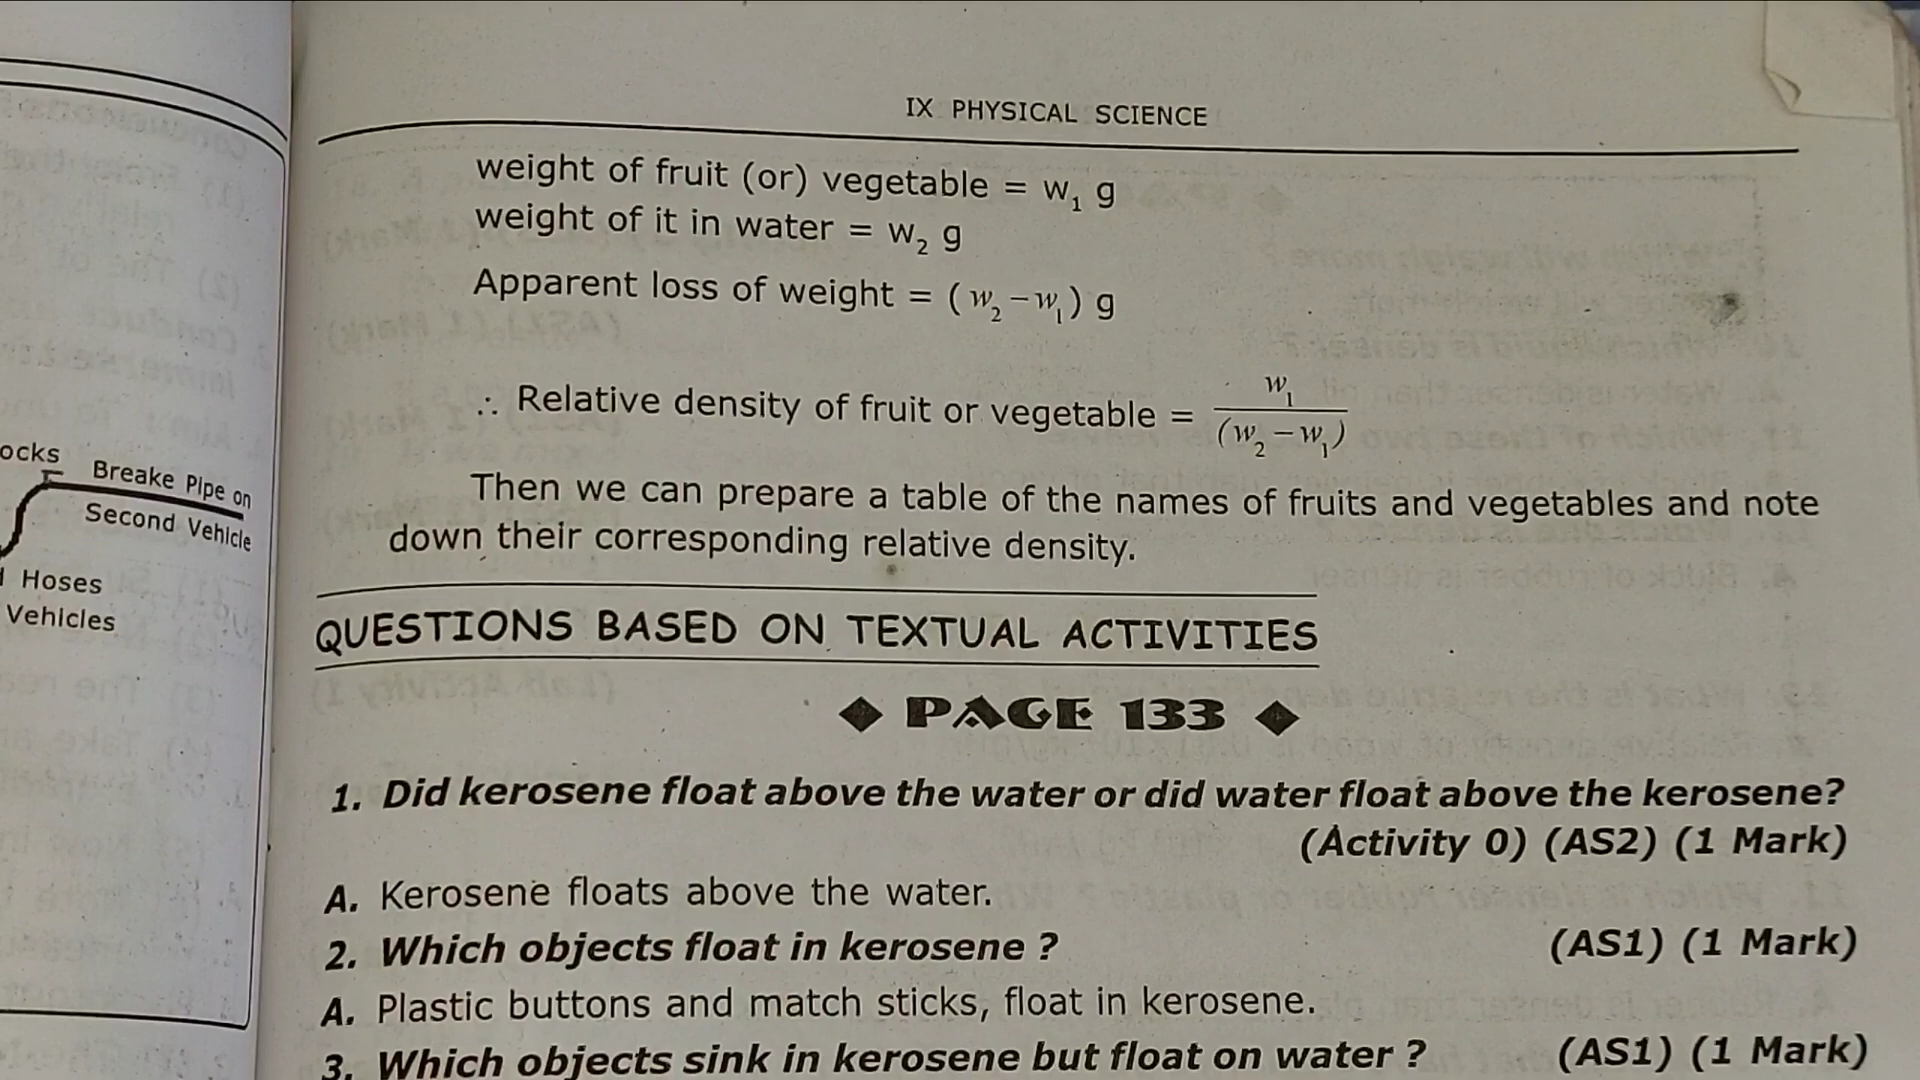 IX PHYSICAL SCIENCE
weight of fruit (or) vegetable = w₁ g
weight of it in water = w₂ g
Apparent loss of weight = (w₂ − w₁) g
∴ Relative density of fruit or vegetable = w₁ / (w₂ − w₁)
Then we can prepare a table of the names of fruits and vegetables and note
down their corresponding relative density.
QUESTIONS BASED ON TEXTUAL ACTIVITIES
◆ PAGE 133 ◆
1. Did kerosene float above the water or did water float above the kerosene?
(Activity 0) (AS2) (1 Mark)
A. Kerosene floats above the water.
2. Which objects float in kerosene ? (AS1) (1 Mark)
A. Plastic buttons and match sticks, float in kerosene.
3. Which objects sink in kerosene but float on water ? (AS1) (1 Mark)
Breake Pipe on
Second Vehicle
Hoses
Vehicles